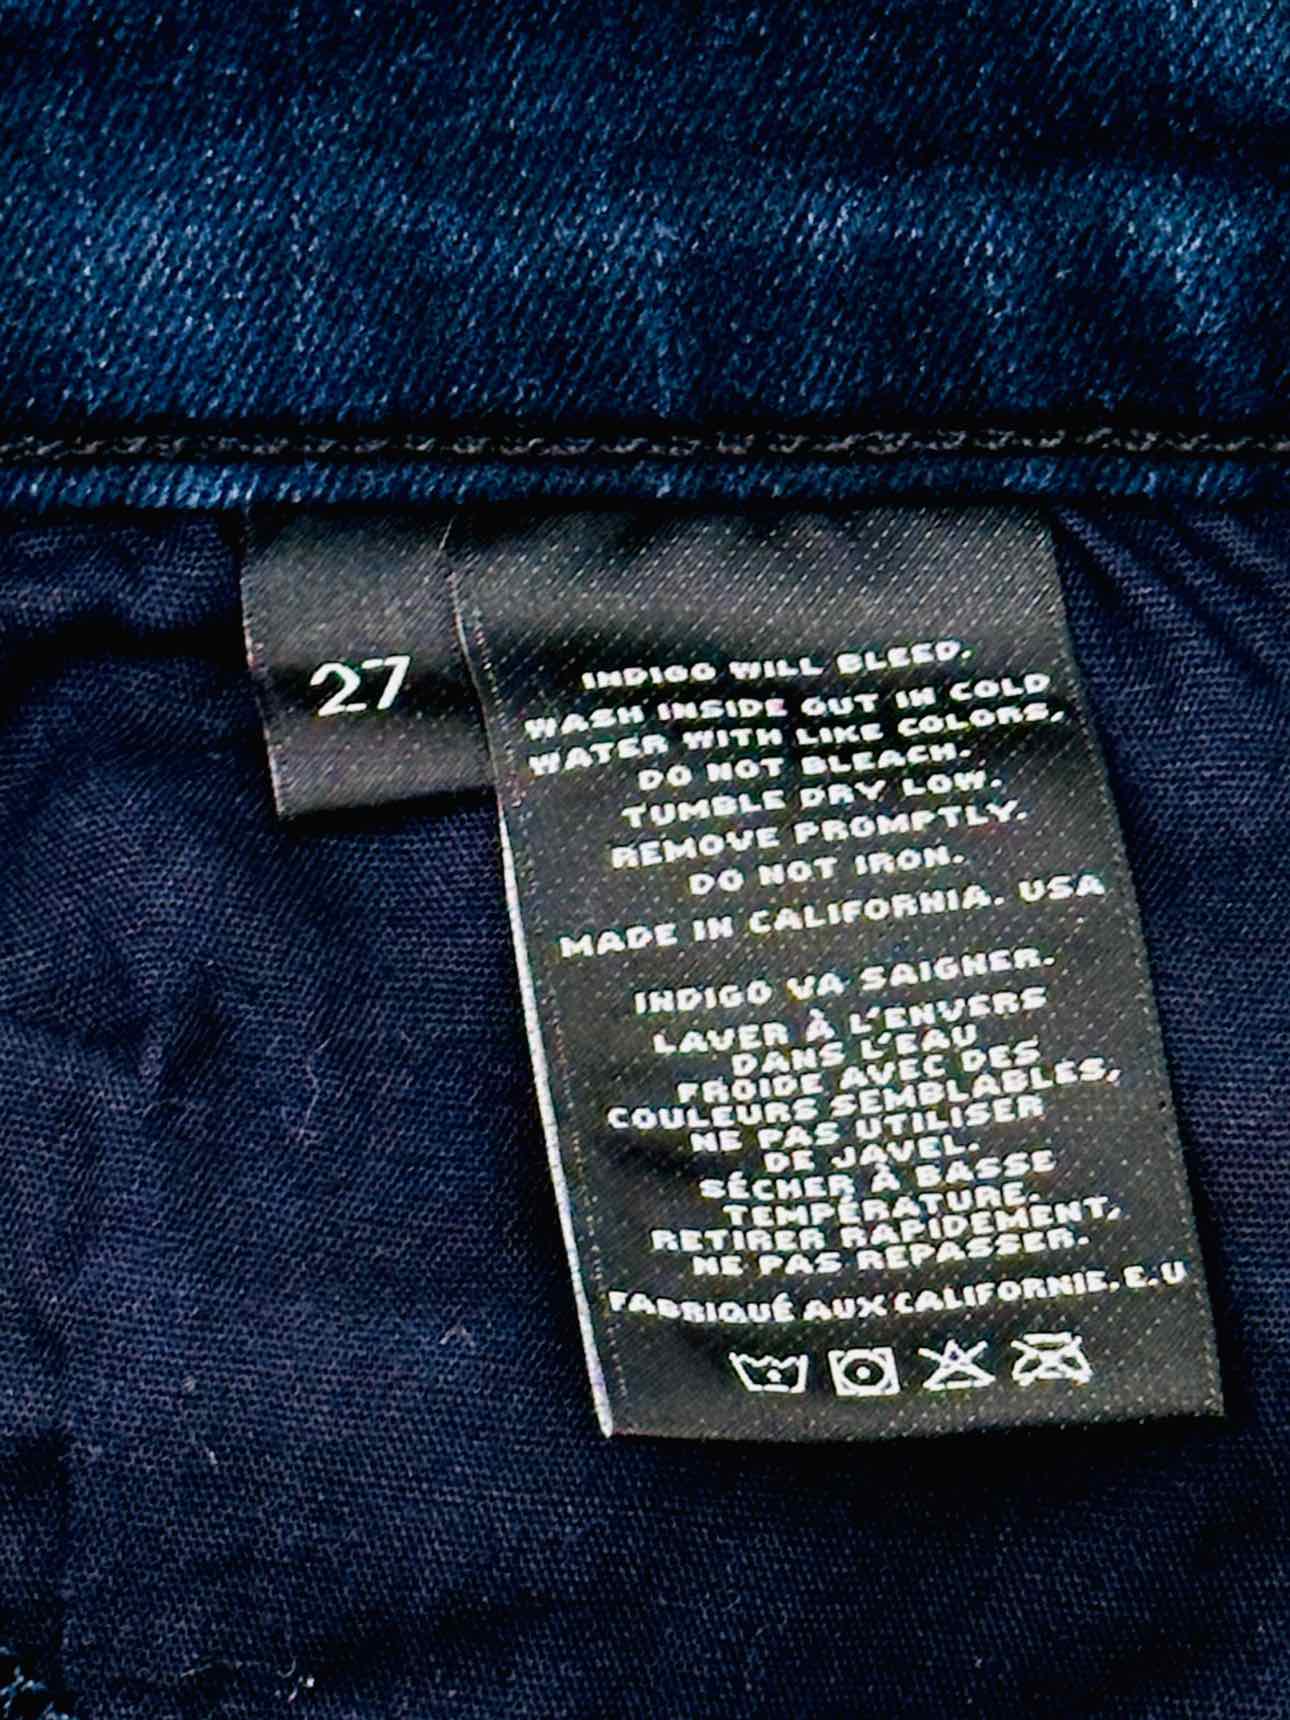 27
INDIGO WILL BLEED.
WASH INSIDE OUT IN COLD
WATER WITH LIKE COLORS,
DO NOT BLEACH.
TUMBLE DRY LOW.
REMOVE PROMPTLY.
DO NOT IRON.
MADE IN CALIFORNIA. USA
INDIGO VA SAIGNER.
LAVER À L'ENVERS
DANS L'EAU
FROIDE AVEC DES
COULEURS SEMBLABLES,
NE PAS UTILISER
DE JAVEL.
SÉCHER À BASSE
TEMPÉRATURE.
RETIRER RAPIDEMENT,
NE PAS REPASSER.
FABRIQUÉ AUX CALIFORNIE. E.U